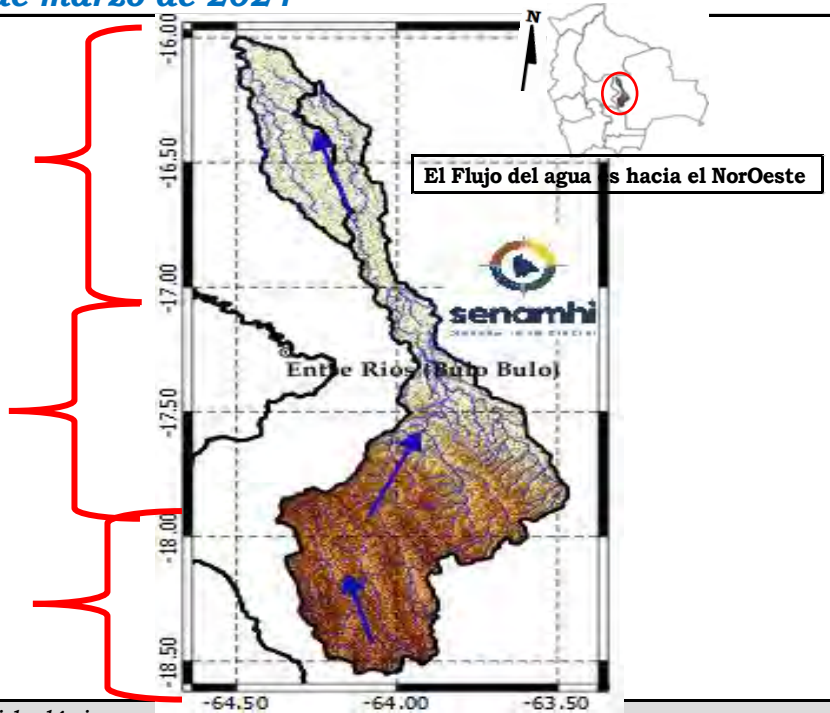 de marzo de 2024
N
-16.00
El Flujo del agua es hacia el NorOeste
-16.50
-17.00
senamhi
Entre Rios (Bulo Bulo)
-17.50
-18.00
-18.50
-64.50 -64.00 -63.50